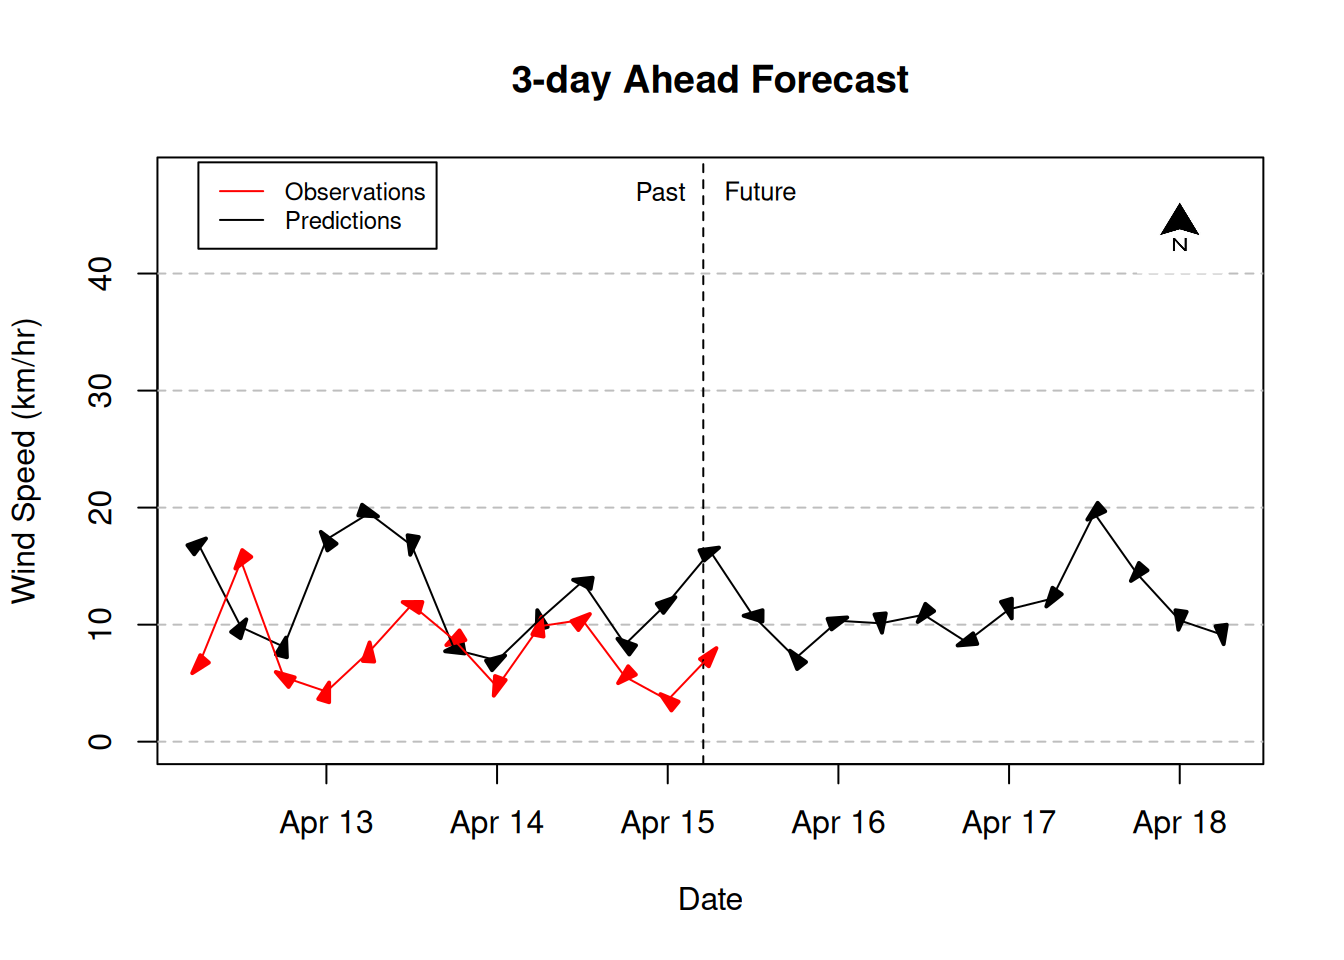 3-day Ahead Forecast
Observations
Predictions
Past
Future
N
Wind Speed (km/hr)
40
30
20
10
0
Apr 13
Apr 14
Apr 15
Apr 16
Apr 17
Apr 18
Date